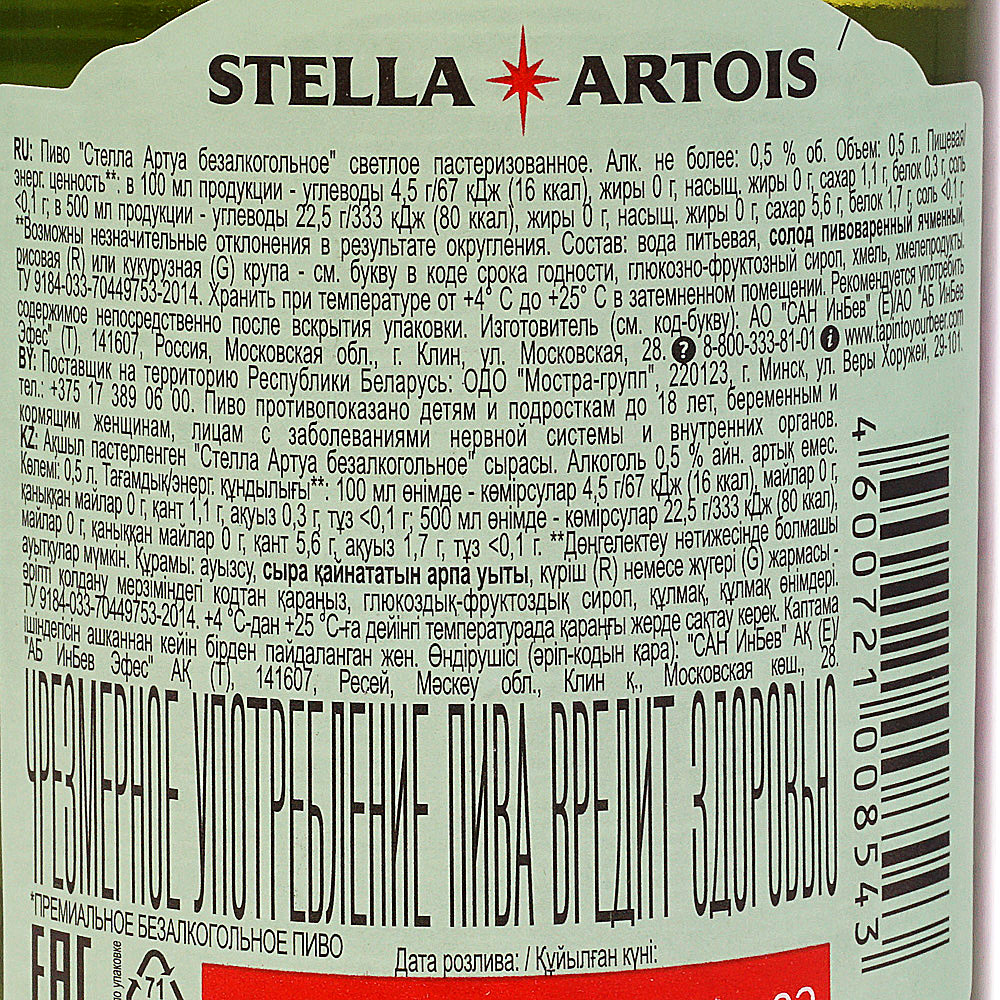 STELLA ARTOIS
RU: Пиво "Стелла Артуа безалкогольное" светлое пастеризованное. Алк. не более: 0,5 % об. Объем: 0,5 л. Пищевая/
энерг. ценность**: в 100 мл продукции - углеводы 4,5 г/67 кДж (16 ккал), жиры 0 г, насыщ. жиры 0 г, сахар 1,1 г, белок 0,3 г, соль
<0,1 г, в 500 мл продукции - углеводы 22,5 г/333 кДж (80 ккал), жиры 0 г, насыщ. жиры 0 г, сахар 5,6 г, белок 1,7 г, соль <0,1 г.
**Возможны незначительные отклонения в результате округления. Состав: вода питьевая, солод пивоваренный ячменный,
рисовая (R) или кукурузная (G) крупа - см. букву в коде срока годности, глюкозно-фруктозный сироп, хмель, хмелепродукты.
ТУ 9184-033-70449753-2014. Хранить при температуре от +4° С до +25° С в затемненном помещении. Рекомендуется употребить
содержимое непосредственно после вскрытия упаковки. Изготовитель (см. код-букву): АО "САН ИнБев" (Е)/АО "АБ ИнБев
Эфес" (Т), 141607, Россия, Московская обл., г. Клин, ул. Московская, 28. ? 8-800-333-81-01 i www.tapintoyourbeer.com
BY: Поставщик на территорию Республики Беларусь: ОДО "Мостра-групп", 220123, г. Минск, ул. Веры Хоружей, 29-101.
тел.: +375 17 389 06 00. Пиво противопоказано детям и подросткам до 18 лет, беременным и
кормящим женщинам, лицам с заболеваниями нервной системы и внутренних органов.
KZ: Ақшыл пастерленген "Стелла Артуа безалкогольное" сырасы. Алкоголь 0,5 % айн. артық емес.
Көлемі: 0,5 л. Тағамдық/энерг. құндылығы**: 100 мл өнімде - көмірсулар 4,5 г/67 кДж (16 ккал), майлар 0 г,
қаныққан майлар 0 г, қант 1,1 г, ақуыз 0,3 г, тұз <0,1 г; 500 мл өнімде - көмірсулар 22,5 г/333 кДж (80 ккал),
майлар 0 г, қаныққан майлар 0 г, қант 5,6 г, ақуыз 1,7 г, тұз <0,1 г. **Дөңгелектеу нәтижесінде болмашы
ауытқулар мүмкін. Құрамы: ауызсу, сыра қайнататын арпа уыты, күріш (R) немесе жүгері (G) жармасы -
әріпті қолдану мерзіміндегі кодтан қараңыз, глюкоздық-фруктоздық сироп, құлмақ, құлмақ өнімдері.
ТУ 9184-033-70449753-2014. +4 °С-дан +25 °С-ға дейінгі температурада қараңғы жерде сақтау керек. Қаптама
ішіндегісін ашқаннан кейін бірден пайдаланған жен. Өндірушісі (әріп-кодын қара): "САН ИнБев" АҚ (Е)/
"АБ ИнБев Эфес" АҚ (Т), 141607, Ресей, Мәскеу обл., Клин қ., Московская көш., 28.
ЧРЕЗМЕРНОЕ УПОТРЕБЛЕНИЕ ПИВА ВРЕДИТ ЗДОРОВЬЮ
*ПРЕМИАЛЬНОЕ БЕЗАЛКОГОЛЬНОЕ ПИВО
Дата розлива: / Құйылған күні:
ЕАС
по упаковке
71
4 600721 008543